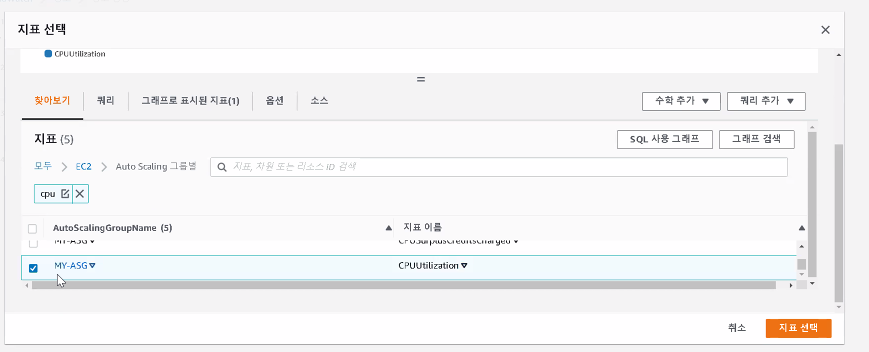 지표 선택
CPUUtilization
찾아보기 쿼리 그래프로 표시된 지표(1) 옵션 소스 수학 추가 쿼리 추가
지표 (5) SQL 사용 그래프 그래프 검색
모두 EC2 Auto Scaling 그룹별 지표, 차원 또는 리소스 ID 검색
cpu
AutoScalingGroupName (5) 지표 이름
MY-ASG CPUSurplusCreditsCharged
MY-ASG CPUUtilization
취소 지표 선택